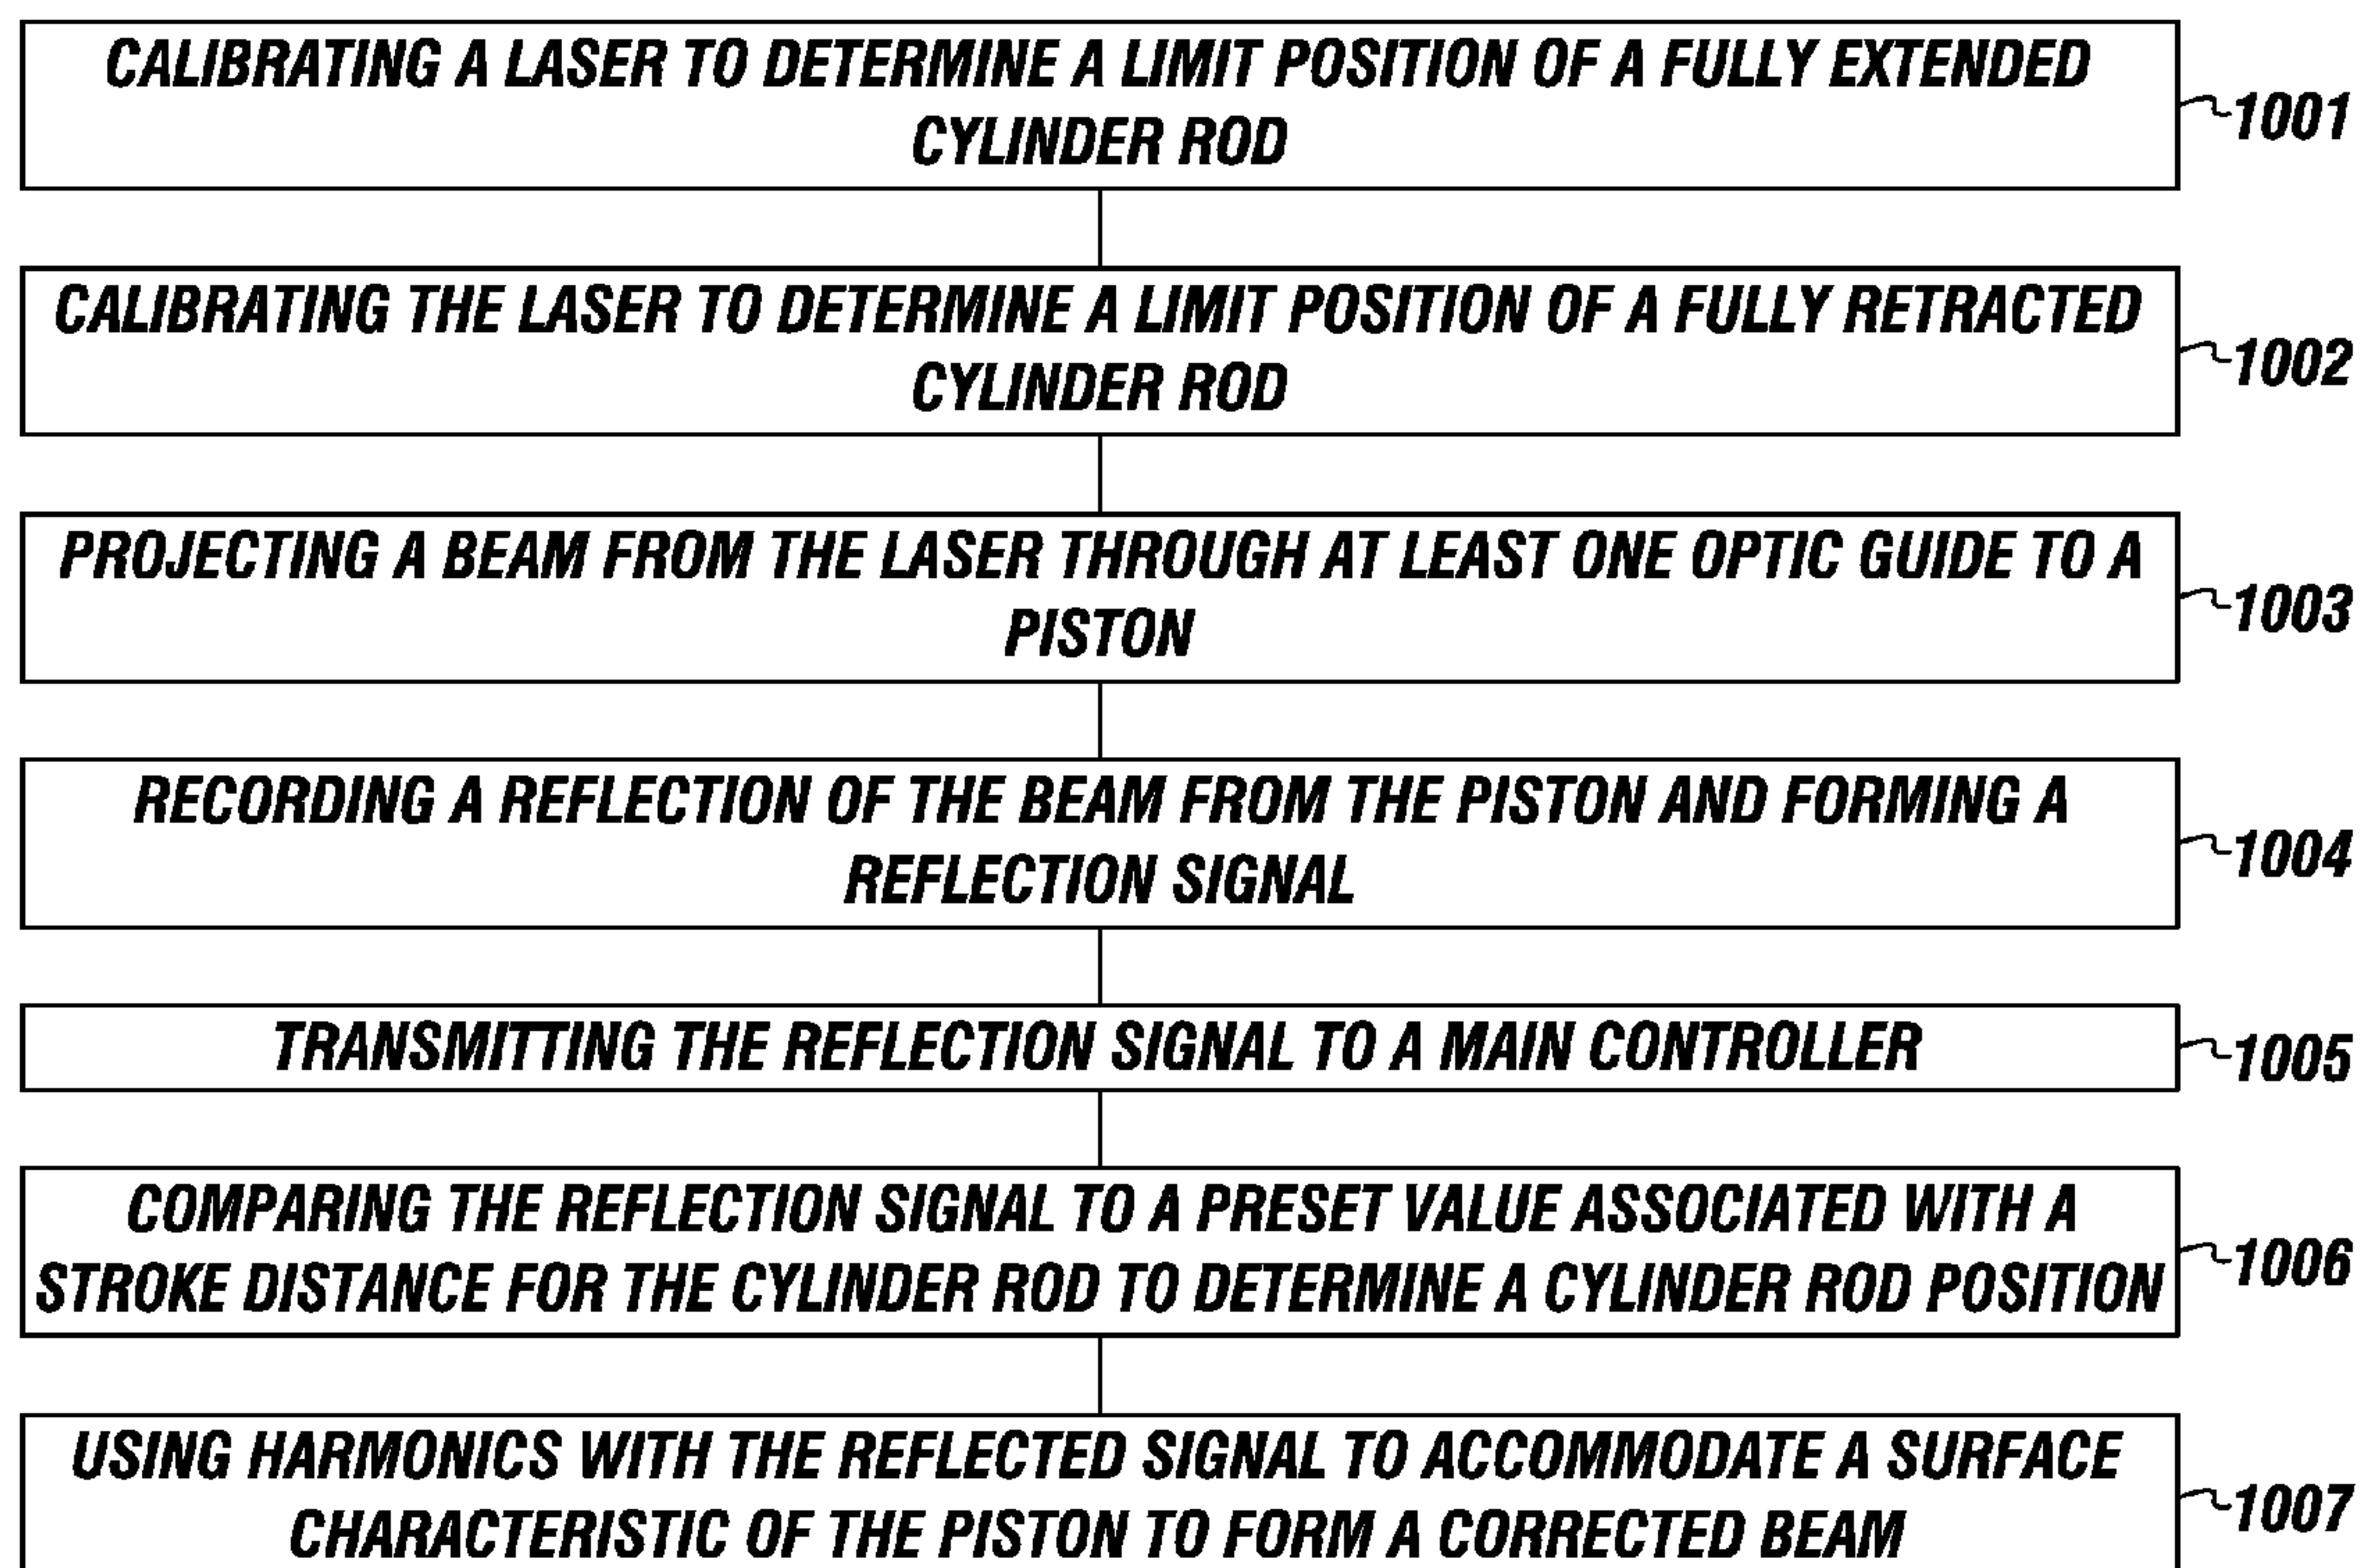 CALIBRATING A LASER TO DETERMINE A LIMIT POSITION OF A FULLY EXTENDED
CYLINDER ROD
1001
CALIBRATING THE LASER TO DETERMINE A LIMIT POSITION OF A FULLY RETRACTED
CYLINDER ROD
1002
PROJECTING A BEAM FROM THE LASER THROUGH AT LEAST ONE OPTIC GUIDE TO A
PISTON
1003
RECORDING A REFLECTION OF THE BEAM FROM THE PISTON AND FORMING A
REFLECTION SIGNAL
1004
TRANSMITTING THE REFLECTION SIGNAL TO A MAIN CONTROLLER
1005
COMPARING THE REFLECTION SIGNAL TO A PRESET VALUE ASSOCIATED WITH A
STROKE DISTANCE FOR THE CYLINDER ROD TO DETERMINE A CYLINDER ROD POSITION
1006
USING HARMONICS WITH THE REFLECTED SIGNAL TO ACCOMMODATE A SURFACE
CHARACTERISTIC OF THE PISTON TO FORM A CORRECTED BEAM
1007